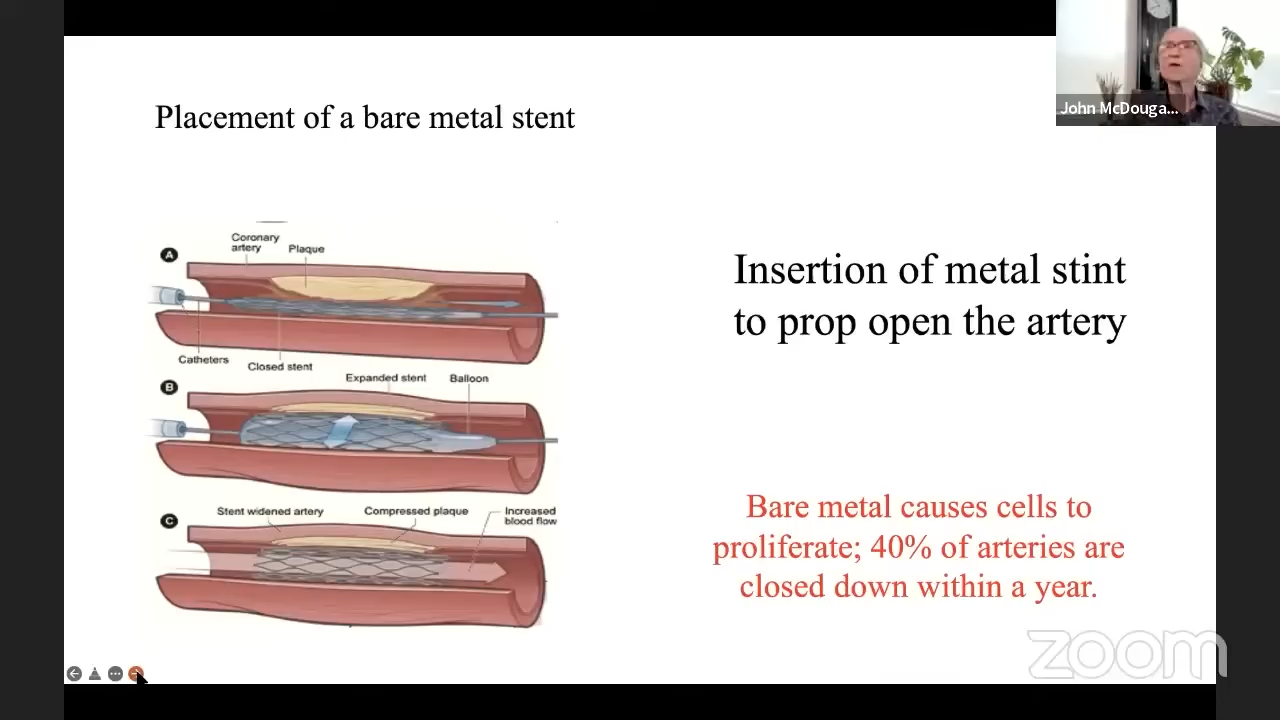 John McDouga...
Placement of a bare metal stent
A
Coronary
artery
Plaque
Catheters
Closed stent
B
Expanded stent
Balloon
C
Stent widened artery
Compressed plaque
Increased
blood flow
Insertion of metal stint
to prop open the artery
Bare metal causes cells to
proliferate; 40% of arteries are
closed down within a year.
zoom